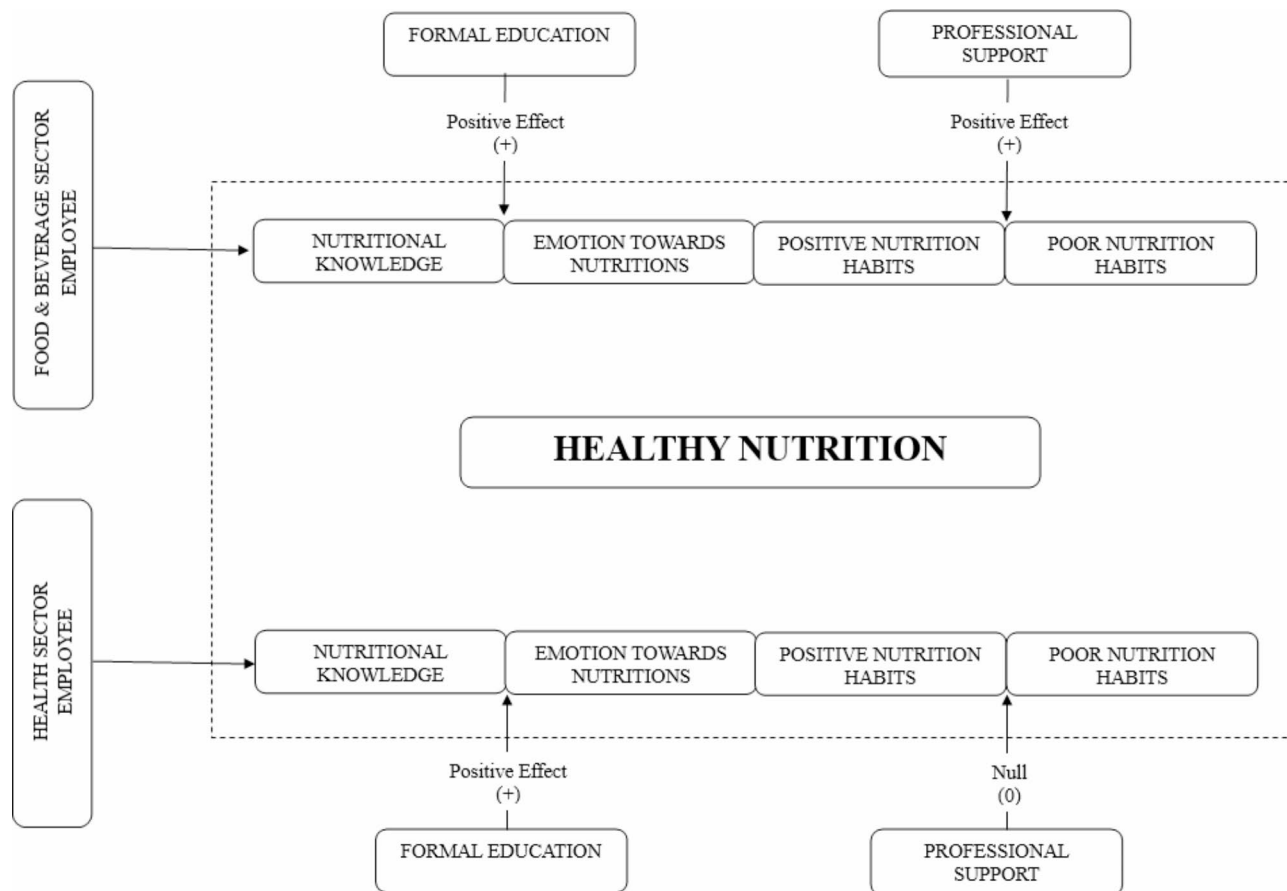 FORMAL EDUCATION
PROFESSIONAL
SUPPORT
Positive Effect
(+)
Positive Effect
(+)
FOOD & BEVERAGE SECTOR
EMPLOYEE
NUTRITIONAL
KNOWLEDGE
EMOTION TOWARDS
NUTRITIONS
POSITIVE NUTRITION
HABITS
POOR NUTRITION
HABITS
HEALTHY NUTRITION
HEALTH SECTOR
EMPLOYEE
NUTRITIONAL
KNOWLEDGE
EMOTION TOWARDS
NUTRITIONS
POSITIVE NUTRITION
HABITS
POOR NUTRITION
HABITS
Positive Effect
(+)
Null
(0)
FORMAL EDUCATION
PROFESSIONAL
SUPPORT